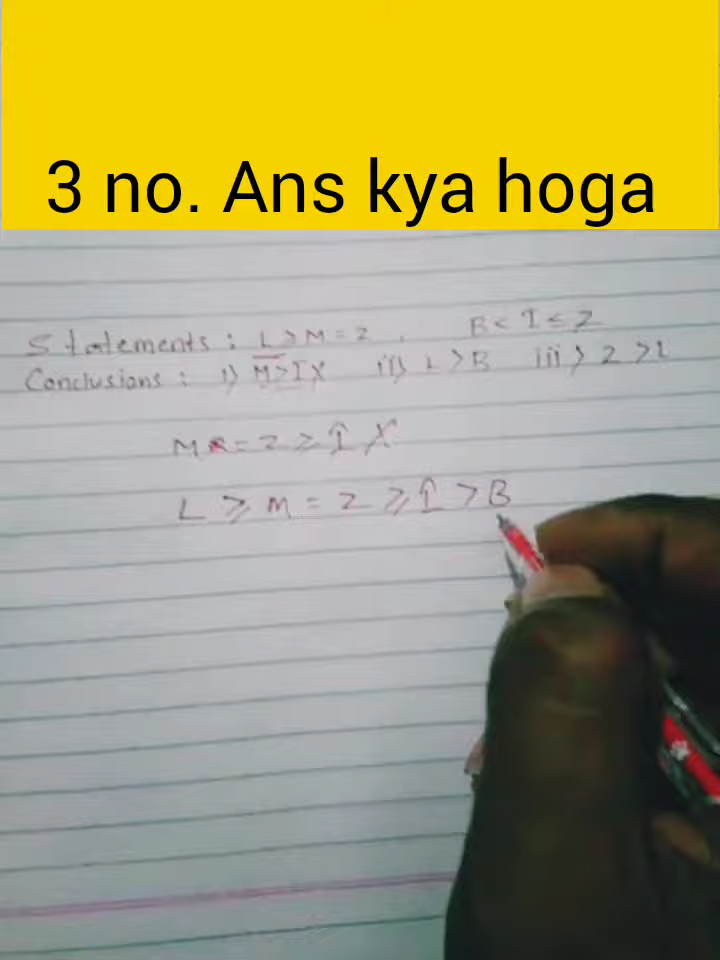 3 no. Ans kya hoga
Statements : L ≥ M = Z , B < I ≤ Z
Conclusions : i) M > I X ii) L > B iii) Z > L
M = Z ≥ I X
L ≥ M = Z ≥ I > B